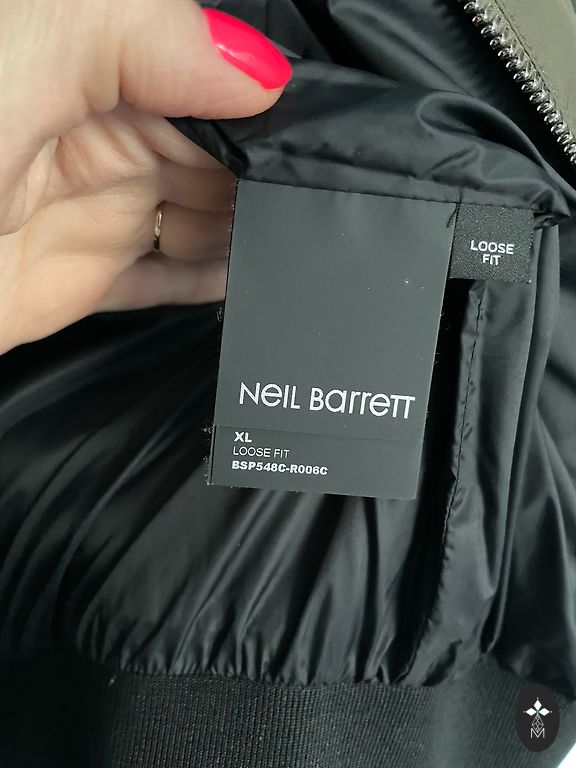 LOOSE
FIT
NEIL BARRETT
XL
LOOSE FIT
BSP548C-R006C